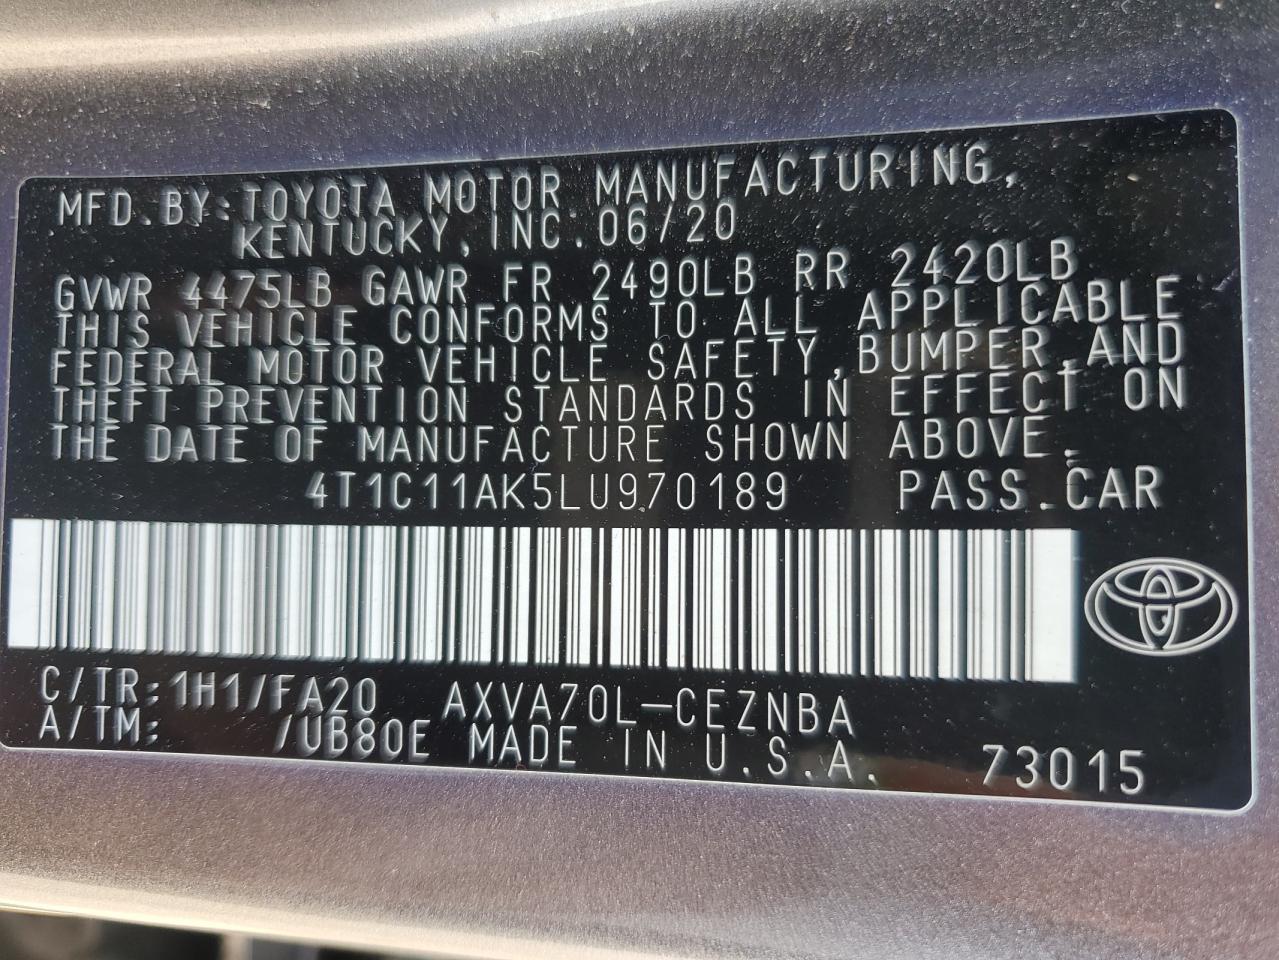 MFD.BY:TOYOTA MOTOR MANUFACTURING,
KENTUCKY, INC. 06/20
GVWR 4475LB GAWR FR 2490LB RR 2420LB
THIS VEHICLE CONFORMS TO ALL APPLICABLE
FEDERAL MOTOR VEHICLE SAFETY,BUMPER,AND
THEFT PREVENTION STANDARDS IN EFFECT ON
THE DATE OF MANUFACTURE SHOWN ABOVE.
4T1C11AK5LU970189 PASS.CAR
C/TR:1H1/FA20 AXVA70L-CEZNBA
A/TM: /UB80E MADE IN U.S.A. 73015